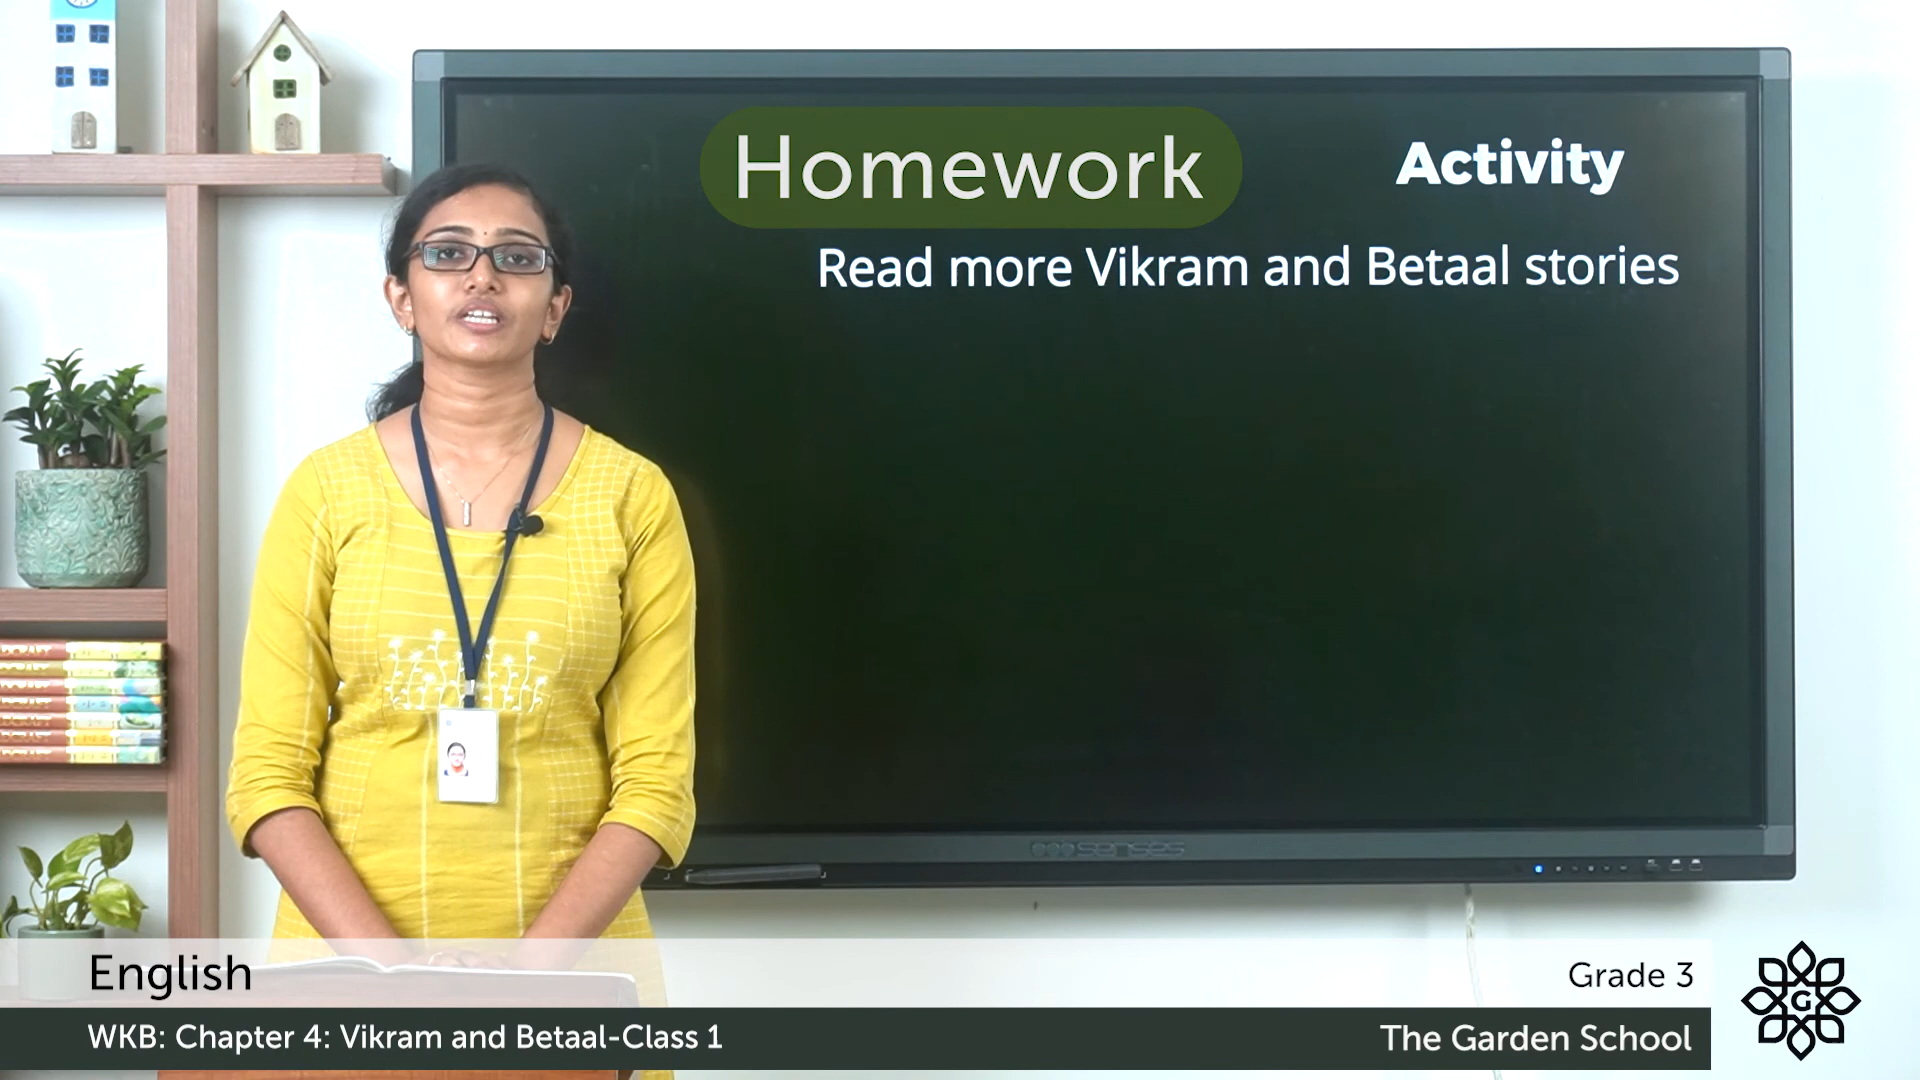 Homework
Activity
Read more Vikram and Betaal stories
senses
English
Grade 3
WKB: Chapter 4: Vikram and Betaal-Class 1
The Garden School
G